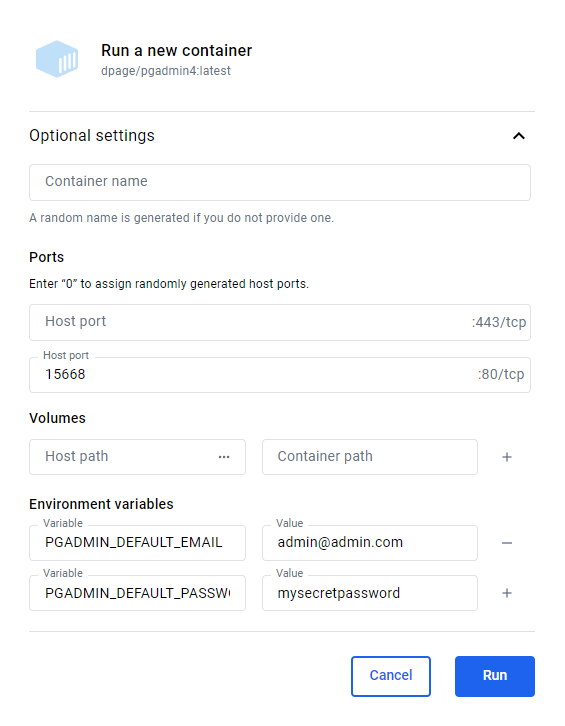 Run a new container
dpage/pgadmin4:latest
Optional settings
Container name
A random name is generated if you do not provide one.
Ports
Enter “0” to assign randomly generated host ports.
Host port :443/tcp
Host port
15668 :80/tcp
Volumes
Host path ... Container path +
Environment variables
Variable Value
PGADMIN_DEFAULT_EMAIL admin@admin.com −
Variable Value
PGADMIN_DEFAULT_PASSW mysecretpassword +
Cancel Run